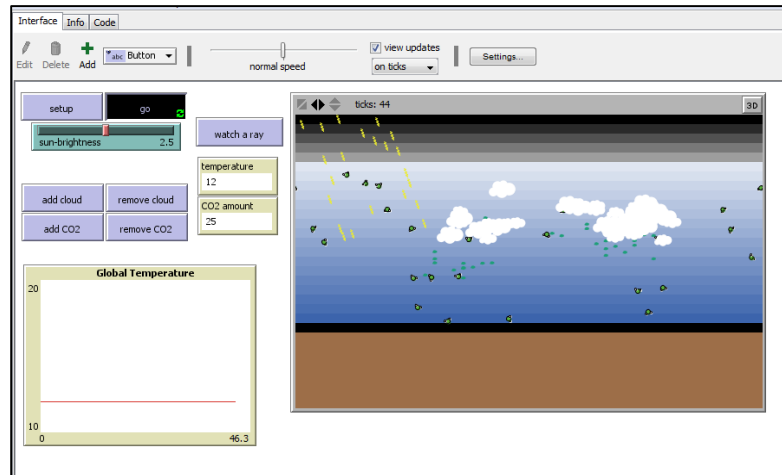 Interface Info Code
Edit Delete Add abc Button normal speed view updates on ticks Settings...
setup go
sun-brightness 2.5
watch a ray
temperature
12
CO2 amount
25
add cloud remove cloud
add CO2 remove CO2
Global Temperature
20
10
0 46.3
ticks: 44 3D